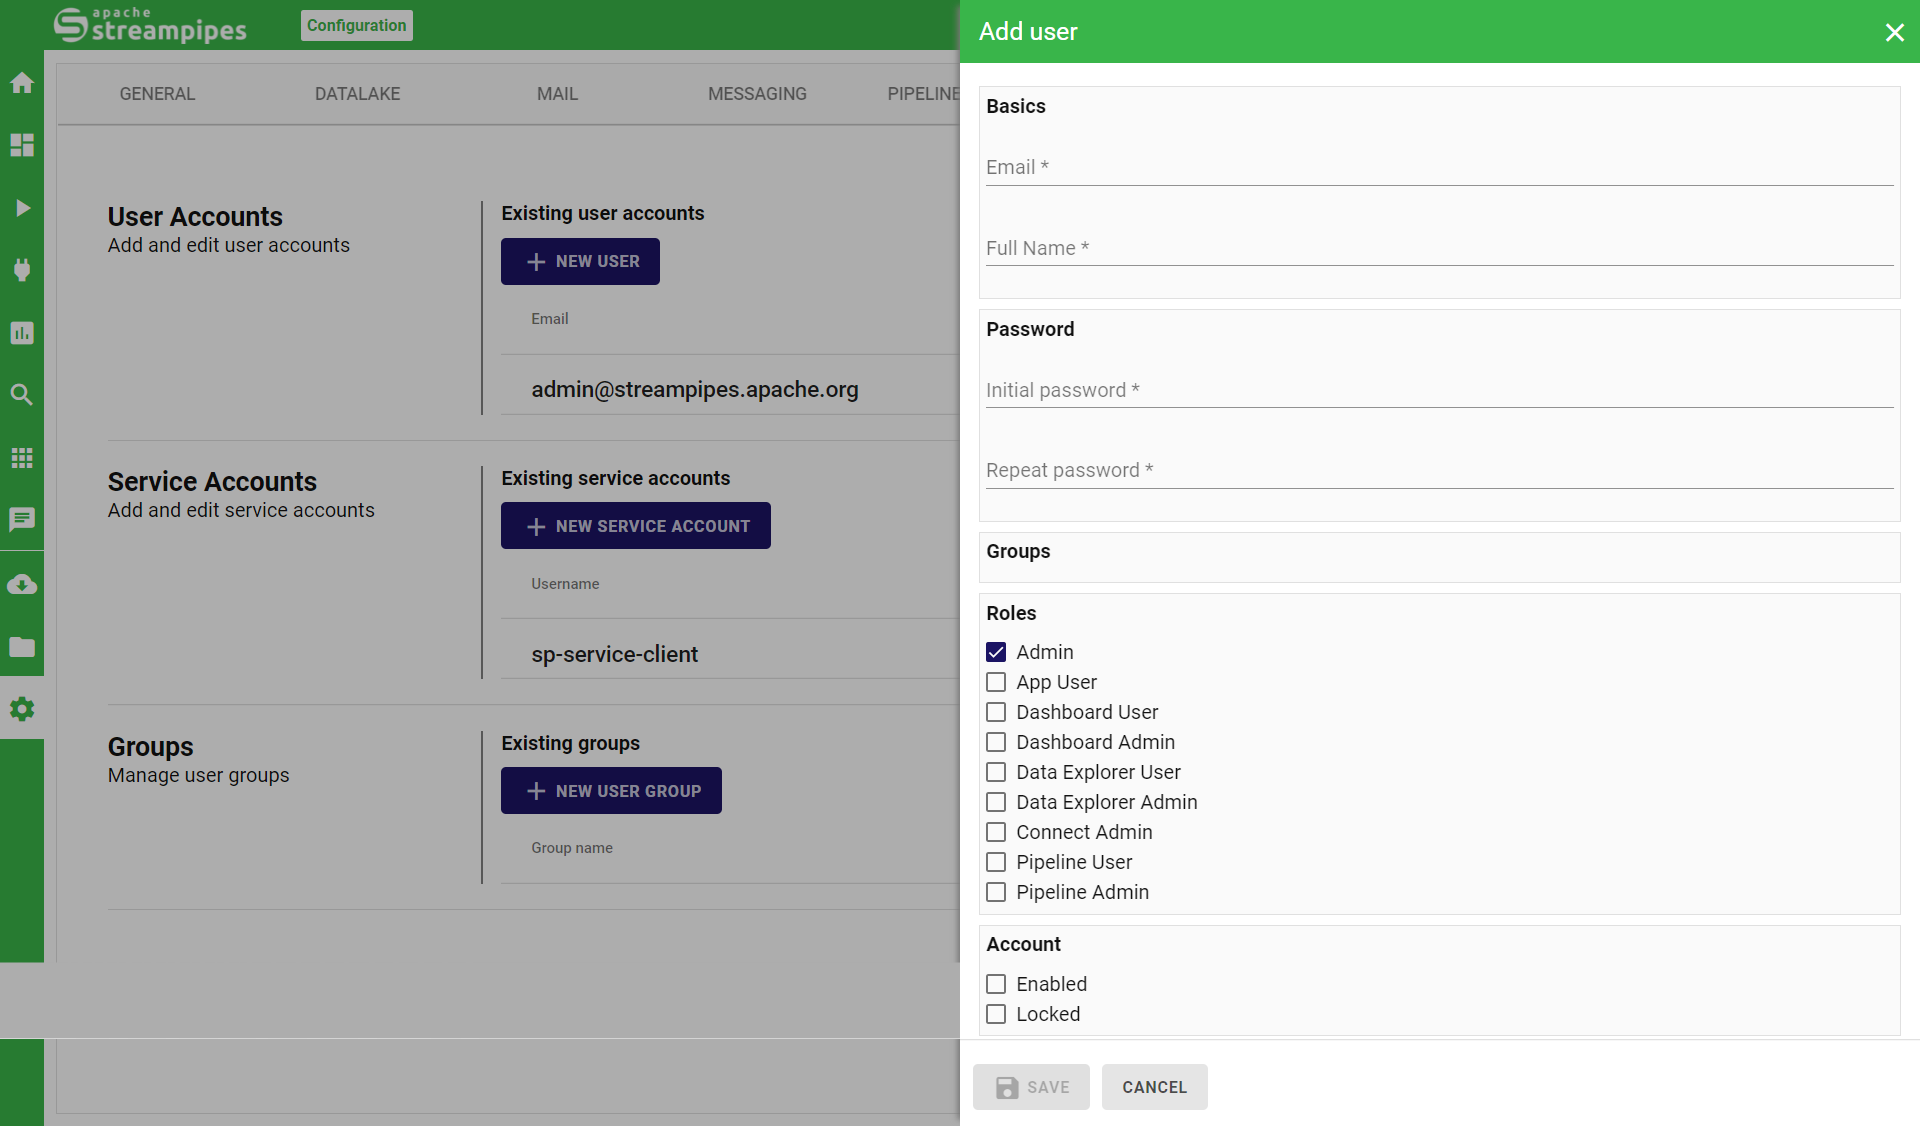 apache
streampipes
Configuration
GENERAL
DATALAKE
MAIL
MESSAGING
PIPELINE
User Accounts
Add and edit user accounts
Existing user accounts
NEW USER
Email
admin@streampipes.apache.org
Service Accounts
Add and edit service accounts
Existing service accounts
NEW SERVICE ACCOUNT
Username
sp-service-client
Groups
Manage user groups
Existing groups
NEW USER GROUP
Group name
Add user
Basics
Email *
Full Name *
Password
Initial password *
Repeat password *
Groups
Roles
Admin
App User
Dashboard User
Dashboard Admin
Data Explorer User
Data Explorer Admin
Connect Admin
Pipeline User
Pipeline Admin
Account
Enabled
Locked
SAVE
CANCEL